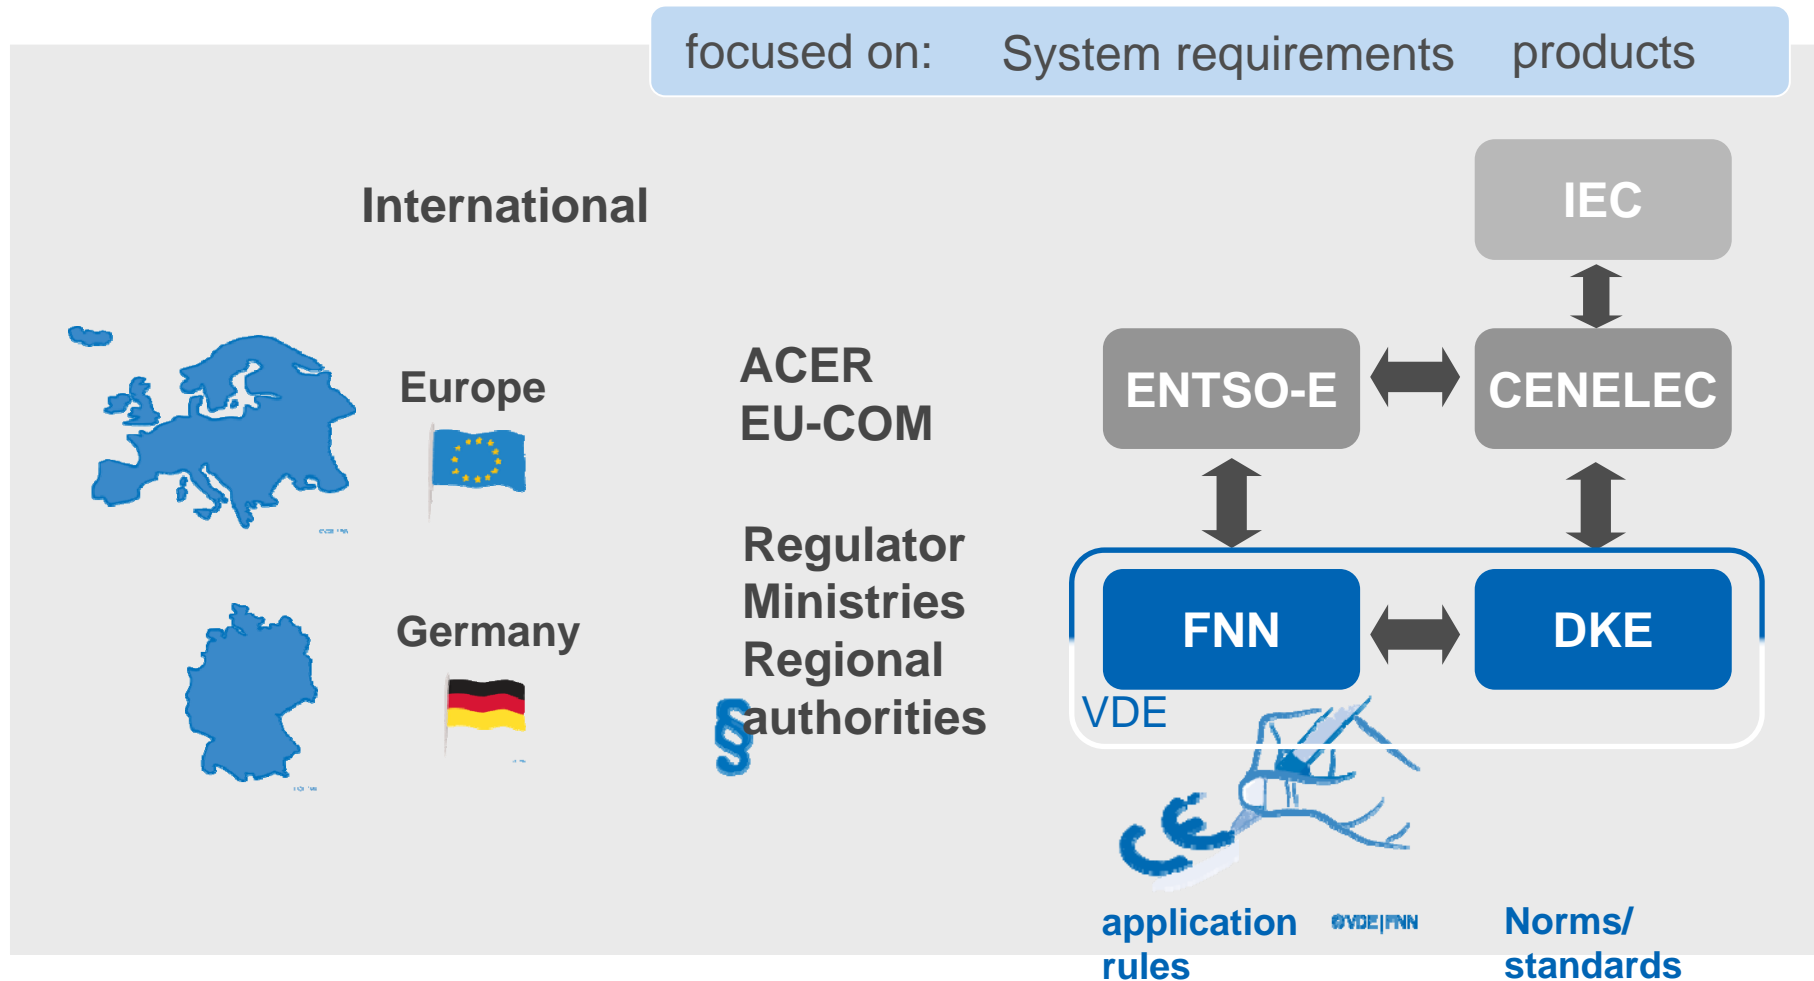 focused on: System requirements products
International
IEC
Europe
ACER
EU-COM
ENTSO-E
CENELEC
Germany
Regulator
Ministries
Regional
§authorities
FNN
DKE
VDE
CE
application
rules
©VDE|FNN
Norms/
standards